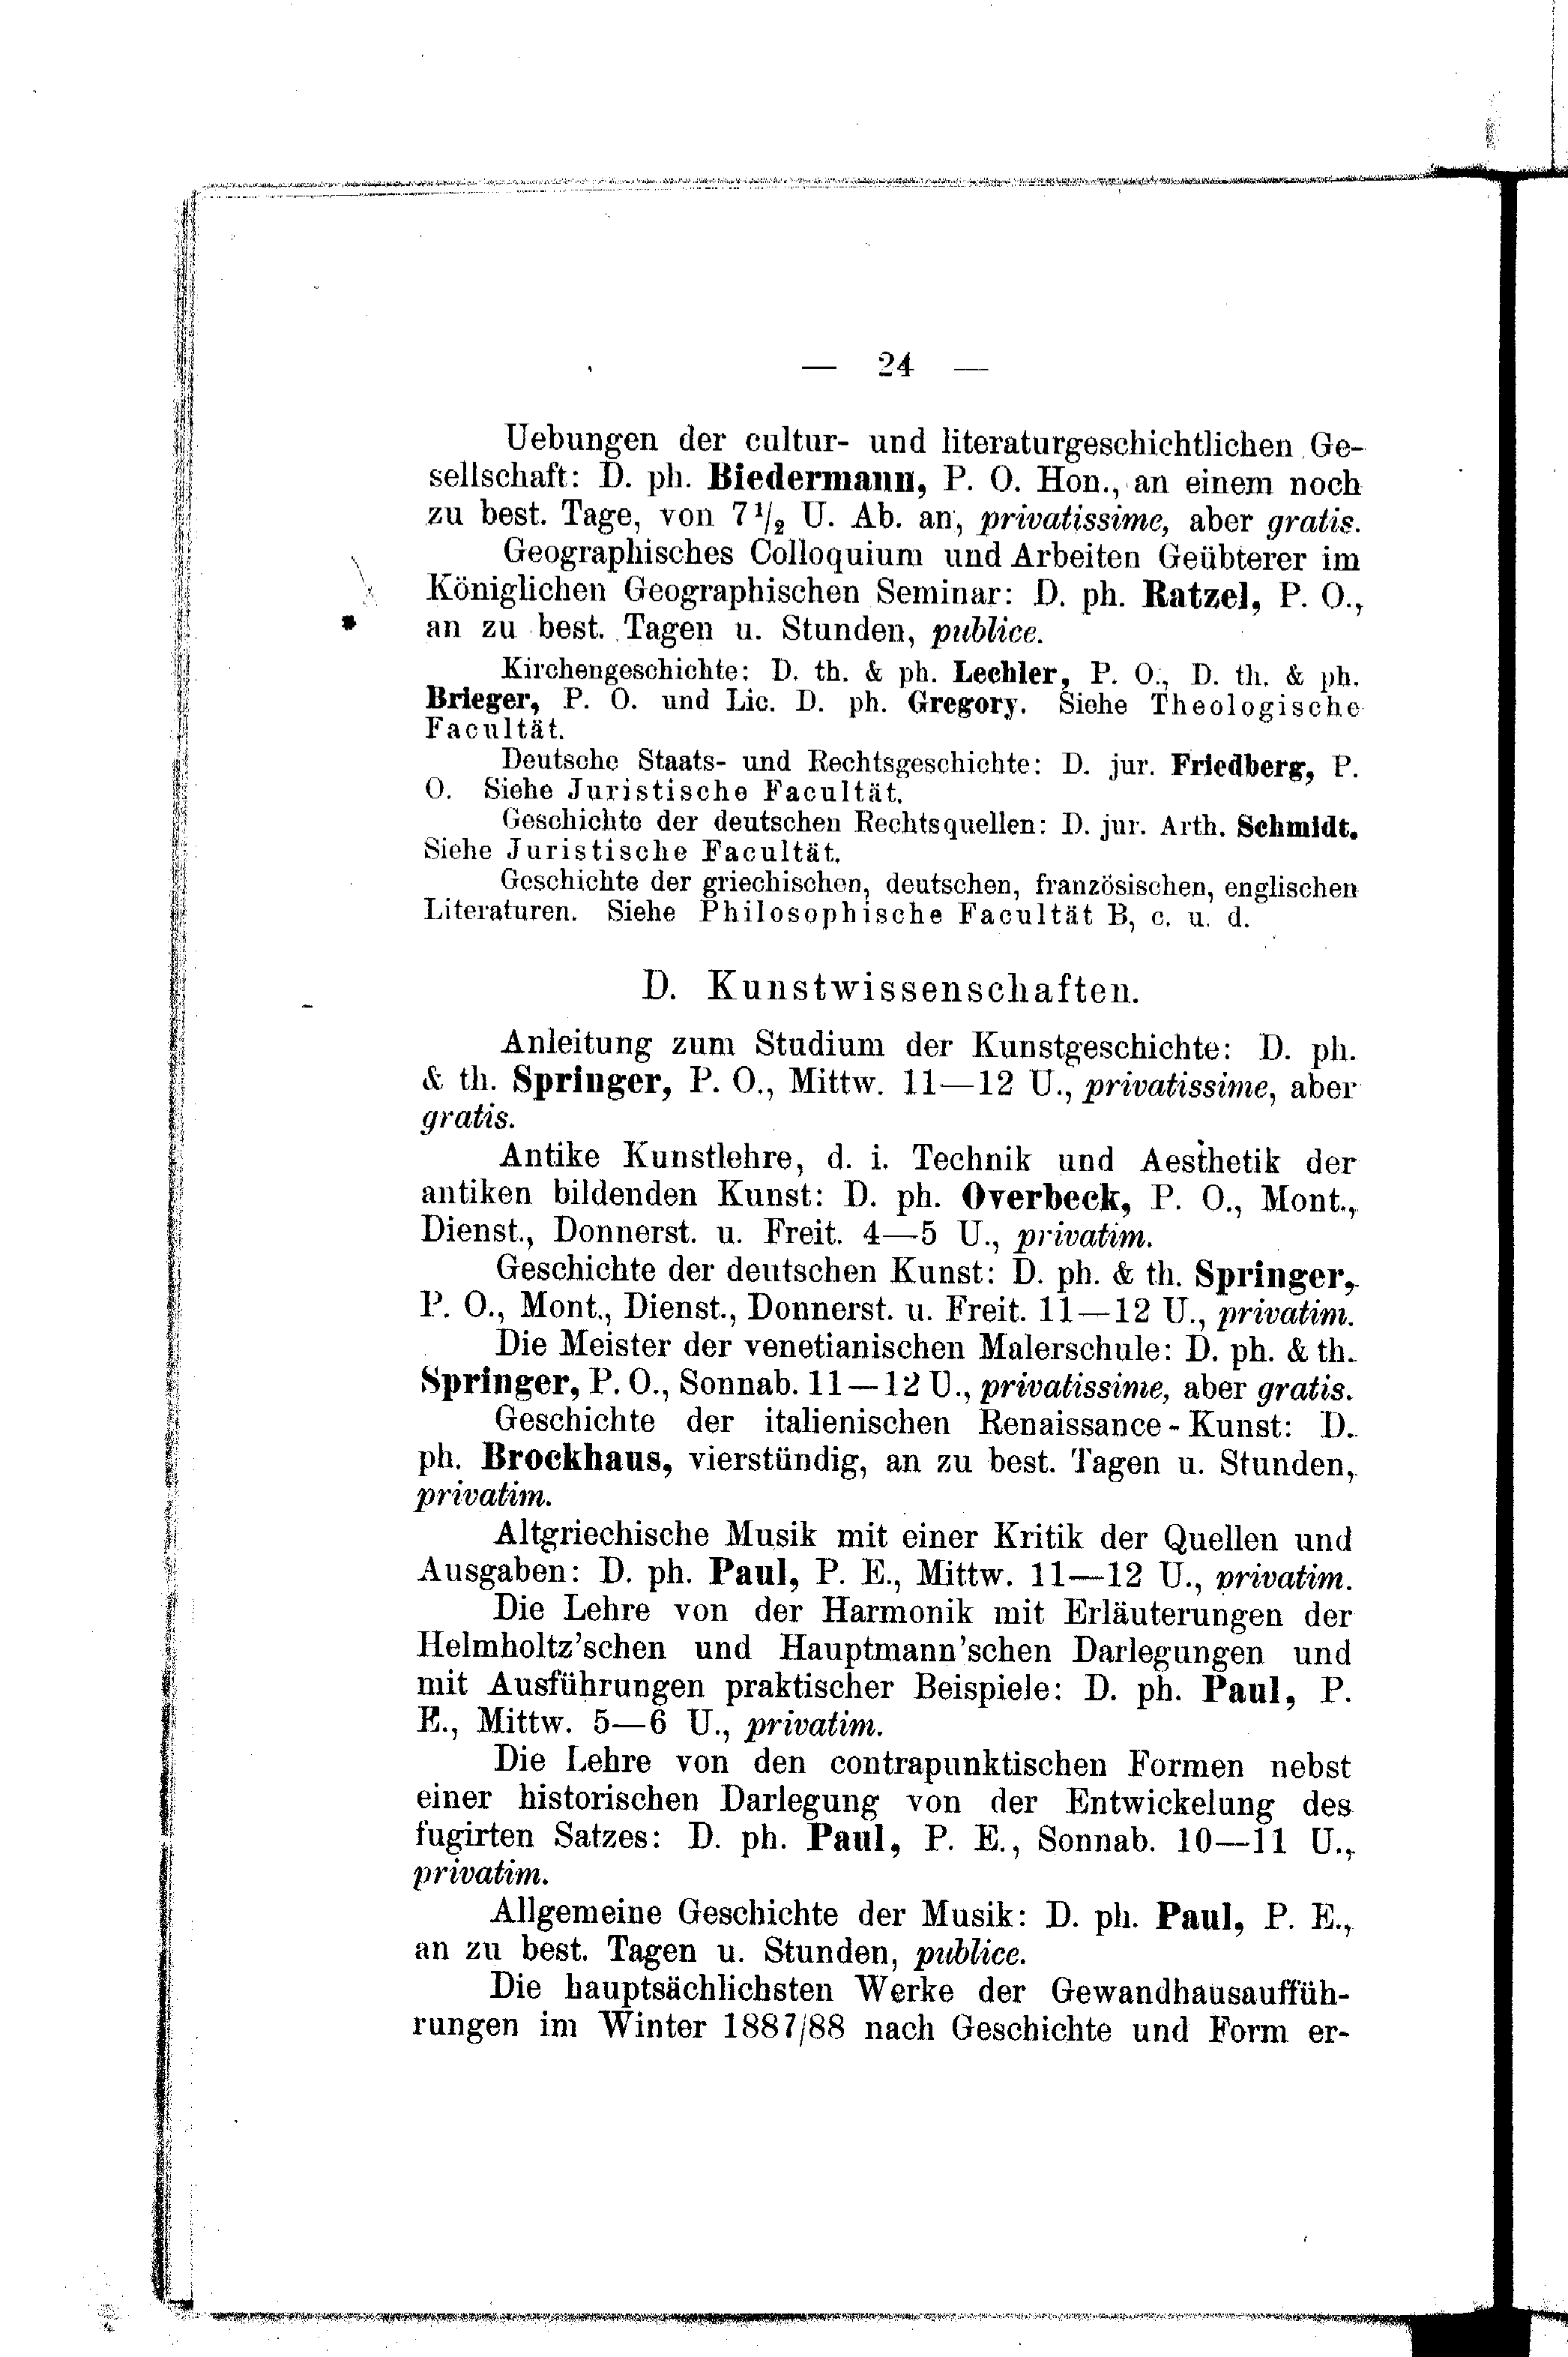 — 24 —
Uebungen der cultur- und literaturgeschichtlichen Ge-
sellschaft: D. ph. Biedermann, P. O. Hon., an einem noch
zu best. Tage, von 7 1/2 U. Ab. an, privatissime, aber gratis.
Geographisches Colloquium und Arbeiten Geübterer im
Königlichen Geographischen Seminar: D. ph. Ratzel, P. O.,
an zu best. Tagen u. Stunden, publice.
Kirchengeschichte: D. th. & ph. Lechler, P. O., D. th. & ph.
Brieger, P. O. und Lic. D. ph. Gregory. Siehe Theologische
Facultät.
Deutsche Staats- und Rechtsgeschichte: D. jur. Friedberg, P.
O. Siehe Juristische Facultät.
Geschichte der deutschen Rechtsquellen: D. jur. Arth. Schmidt.
Siehe Juristische Facultät.
Geschichte der griechischen, deutschen, französischen, englischen
Literaturen. Siehe Philosophische Facultät B, c. u. d.
D. Kunstwissenschaften.
Anleitung zum Studium der Kunstgeschichte: D. ph.
& th. Springer, P. O., Mittw. 11—12 U., privatissime, aber
gratis.
Antike Kunstlehre, d. i. Technik und Aesthetik der
antiken bildenden Kunst: D. ph. Overbeck, P. O., Mont.,
Dienst., Donnerst. u. Freit. 4—5 U., privatim.
Geschichte der deutschen Kunst: D. ph. & th. Springer,
P. O., Mont., Dienst., Donnerst. u. Freit. 11—12 U., privatim.
Die Meister der venetianischen Malerschule: D. ph. & th.
Springer, P. O., Sonnab. 11—12 U., privatissime, aber gratis.
Geschichte der italienischen Renaissance-Kunst: D.
ph. Brockhaus, vierstündig, an zu best. Tagen u. Stunden,
privatim.
Altgriechische Musik mit einer Kritik der Quellen und
Ausgaben: D. ph. Paul, P. E., Mittw. 11—12 U., privatim.
Die Lehre von der Harmonik mit Erläuterungen der
Helmholtz'schen und Hauptmann'schen Darlegungen und
mit Ausführungen praktischer Beispiele: D. ph. Paul, P.
E., Mittw. 5—6 U., privatim.
Die Lehre von den contrapunktischen Formen nebst
einer historischen Darlegung von der Entwickelung des
fugirten Satzes: D. ph. Paul, P. E., Sonnab. 10—11 U.,
privatim.
Allgemeine Geschichte der Musik: D. ph. Paul, P. E.,
an zu best. Tagen u. Stunden, publice.
Die hauptsächlichsten Werke der Gewandhausauffüh-
rungen im Winter 1887/88 nach Geschichte und Form er-